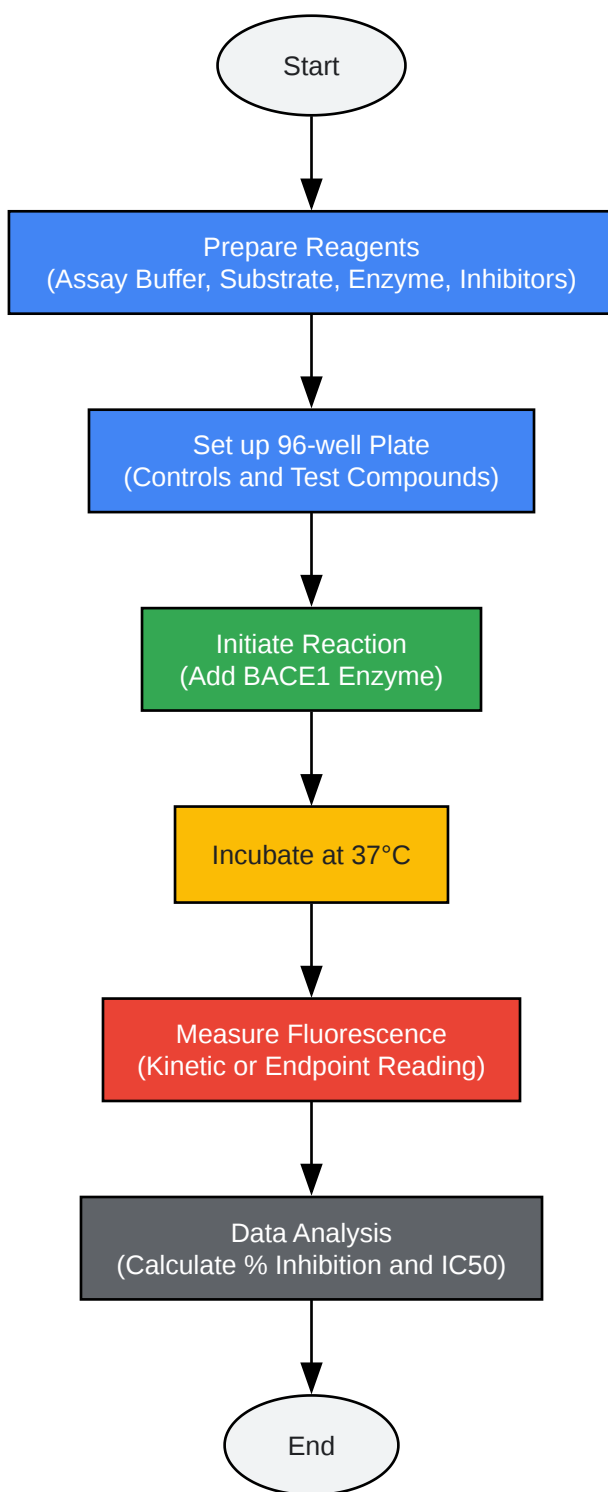 Start
Prepare Reagents
(Assay Buffer, Substrate, Enzyme, Inhibitors)
Set up 96-well Plate
(Controls and Test Compounds)
Initiate Reaction
(Add BACE1 Enzyme)
Incubate at 37°C
Measure Fluorescence
(Kinetic or Endpoint Reading)
Data Analysis
(Calculate % Inhibition and IC50)
End